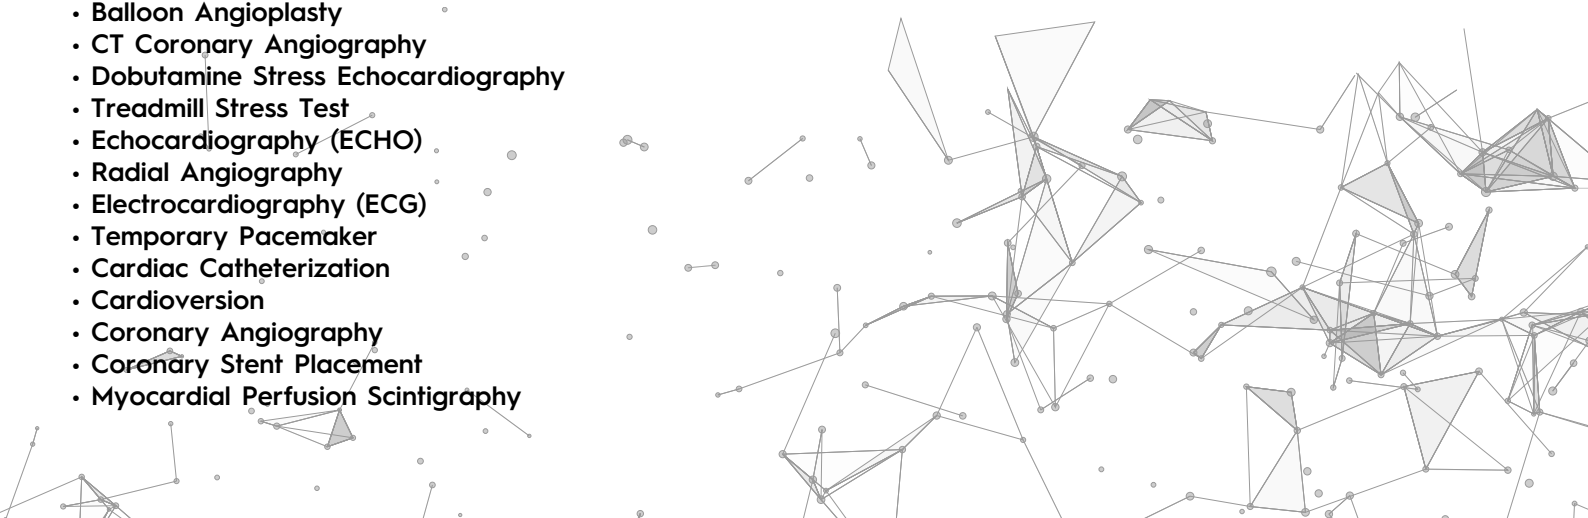 • Balloon Angioplasty
• CT Coronary Angiography
• Dobutamine Stress Echocardiography
• Treadmill Stress Test
• Echocardiography (ECHO)
• Radial Angiography
• Electrocardiography (ECG)
• Temporary Pacemaker
• Cardiac Catheterization
• Cardioversion
• Coronary Angiography
• Coronary Stent Placement
• Myocardial Perfusion Scintigraphy